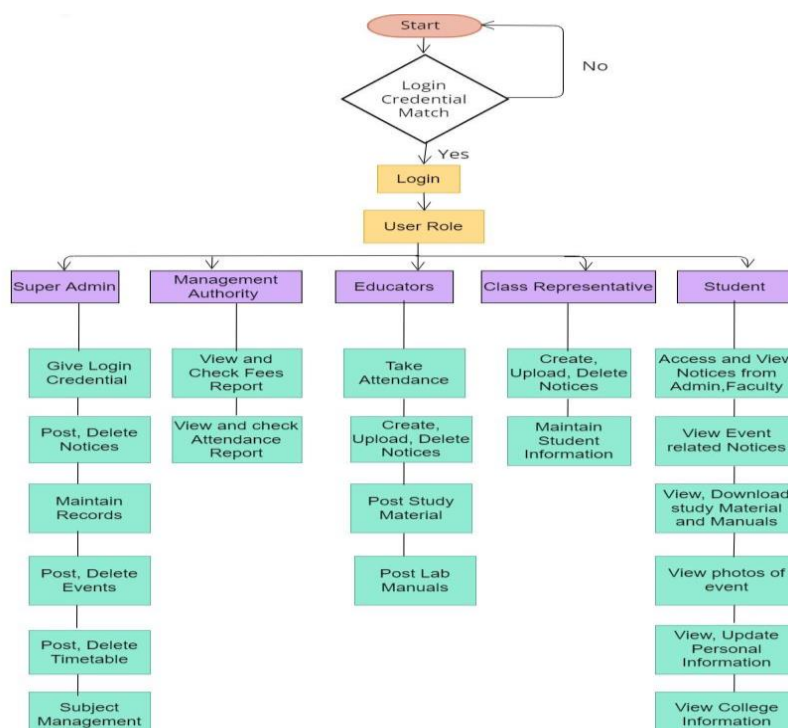 Start
No
Login
Credential
Match
Yes
Login
User Role
Super Admin
Management
Authority
Educators
Class Representative
Student
Give Login
Credential
Post, Delete
Notices
Maintain
Records
Post, Delete
Events
Post, Delete
Timetable
Subject
Management
View and
Check Fees
Report
View and check
Attendance
Report
Take
Attendance
Create,
Upload, Delete
Notices
Post Study
Material
Post Lab
Manuals
Create,
Upload, Delete
Notices
Maintain
Student
Information
Access and View
Notices from
Admin,Faculty
View Event
related Notices
View, Download
study Material
and Manuals
View photos of
event
View, Update
Personal
Information
View College
Information